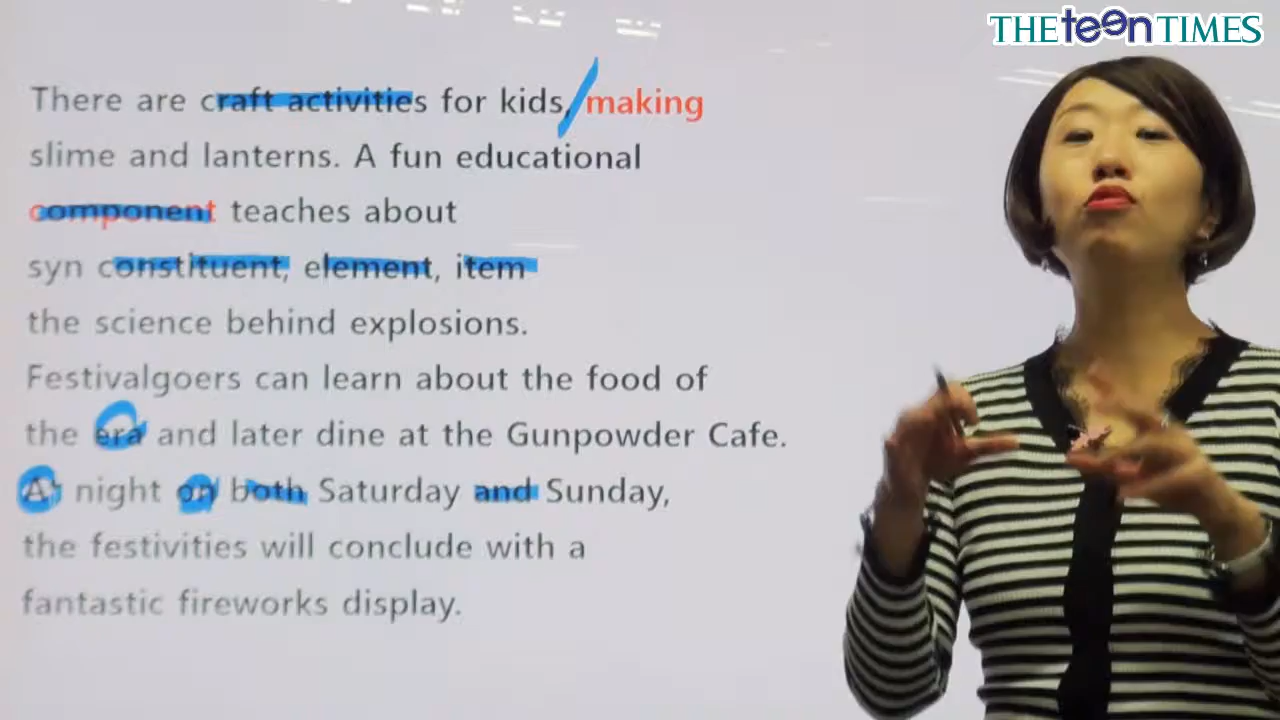 THE teen TIMES
There are craft activities for kids, making
slime and lanterns. A fun educational
component teaches about
syn constituent, element, item
the science behind explosions.
Festivalgoers can learn about the food of
the era and later dine at the Gunpowder Cafe.
At night on both Saturday and Sunday,
the festivities will conclude with a
fantastic fireworks display.